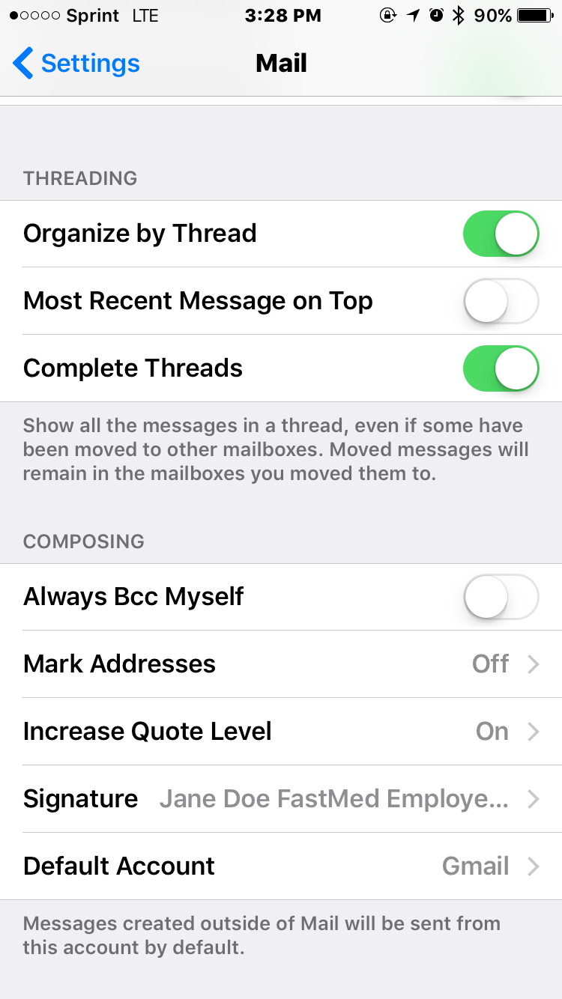 Sprint LTE 3:28 PM 90%
Settings Mail
THREADING
Organize by Thread
Most Recent Message on Top
Complete Threads
Show all the messages in a thread, even if some have
been moved to other mailboxes. Moved messages will
remain in the mailboxes you moved them to.
COMPOSING
Always Bcc Myself
Mark Addresses Off
Increase Quote Level On
Signature Jane Doe FastMed Employe...
Default Account Gmail
Messages created outside of Mail will be sent from
this account by default.